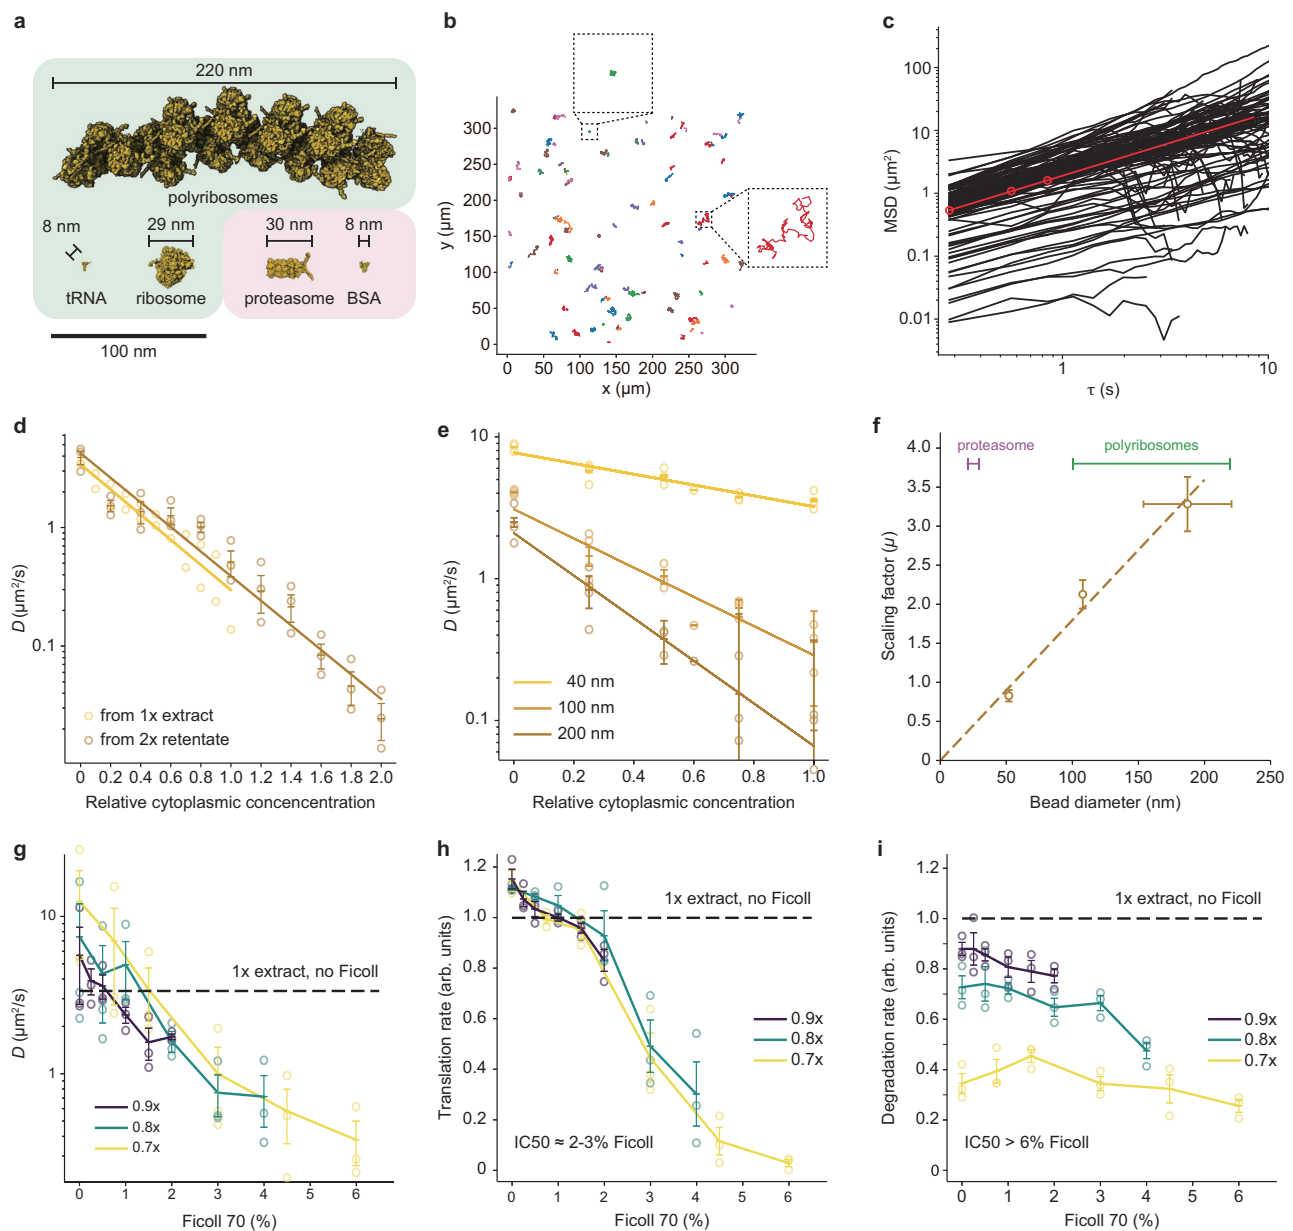 a
220 nm
polyribosomes
8 nm
29 nm
30 nm
8 nm
tRNA
ribosome
proteasome
BSA
100 nm
b
300
250
200
150
100
50
0
y (µm)
0 50 100 150 200 250 300
x (µm)
c
100
10
1
0.1
0.01
MSD (µm²)
1 10
τ (s)
d
1
0.1
D (µm²/s)
from 1x extract
from 2x retentate
0 0.2 0.4 0.6 0.8 1.0 1.2 1.4 1.6 1.8 2.0
Relative cytoplasmic concencentration
e
10
1
0.1
D (µm²/s)
40 nm
100 nm
200 nm
0 0.2 0.4 0.6 0.8 1.0
Relative cytoplasmic concentration
f
4.0
3.5
3.0
2.5
2.0
1.5
1.0
0.5
0
Scaling factor (µ)
proteasome
polyribosomes
0 50 100 150 200 250
Bead diameter (nm)
g
10
1
D (µm²/s)
1x extract, no Ficoll
0.9x
0.8x
0.7x
0 1 2 3 4 5 6
Ficoll 70 (%)
h
1.2
1.0
0.8
0.6
0.4
0.2
0
Translation rate (arb. units)
1x extract, no Ficoll
0.9x
0.8x
0.7x
IC50 ≈ 2-3% Ficoll
0 1 2 3 4 5 6
Ficoll 70 (%)
i
1.2
1.0
0.8
0.6
0.4
0.2
0
Degradation rate (arb. units)
1x extract, no Ficoll
0.9x
0.8x
0.7x
IC50 > 6% Ficoll
0 1 2 3 4 5 6
Ficoll 70 (%)